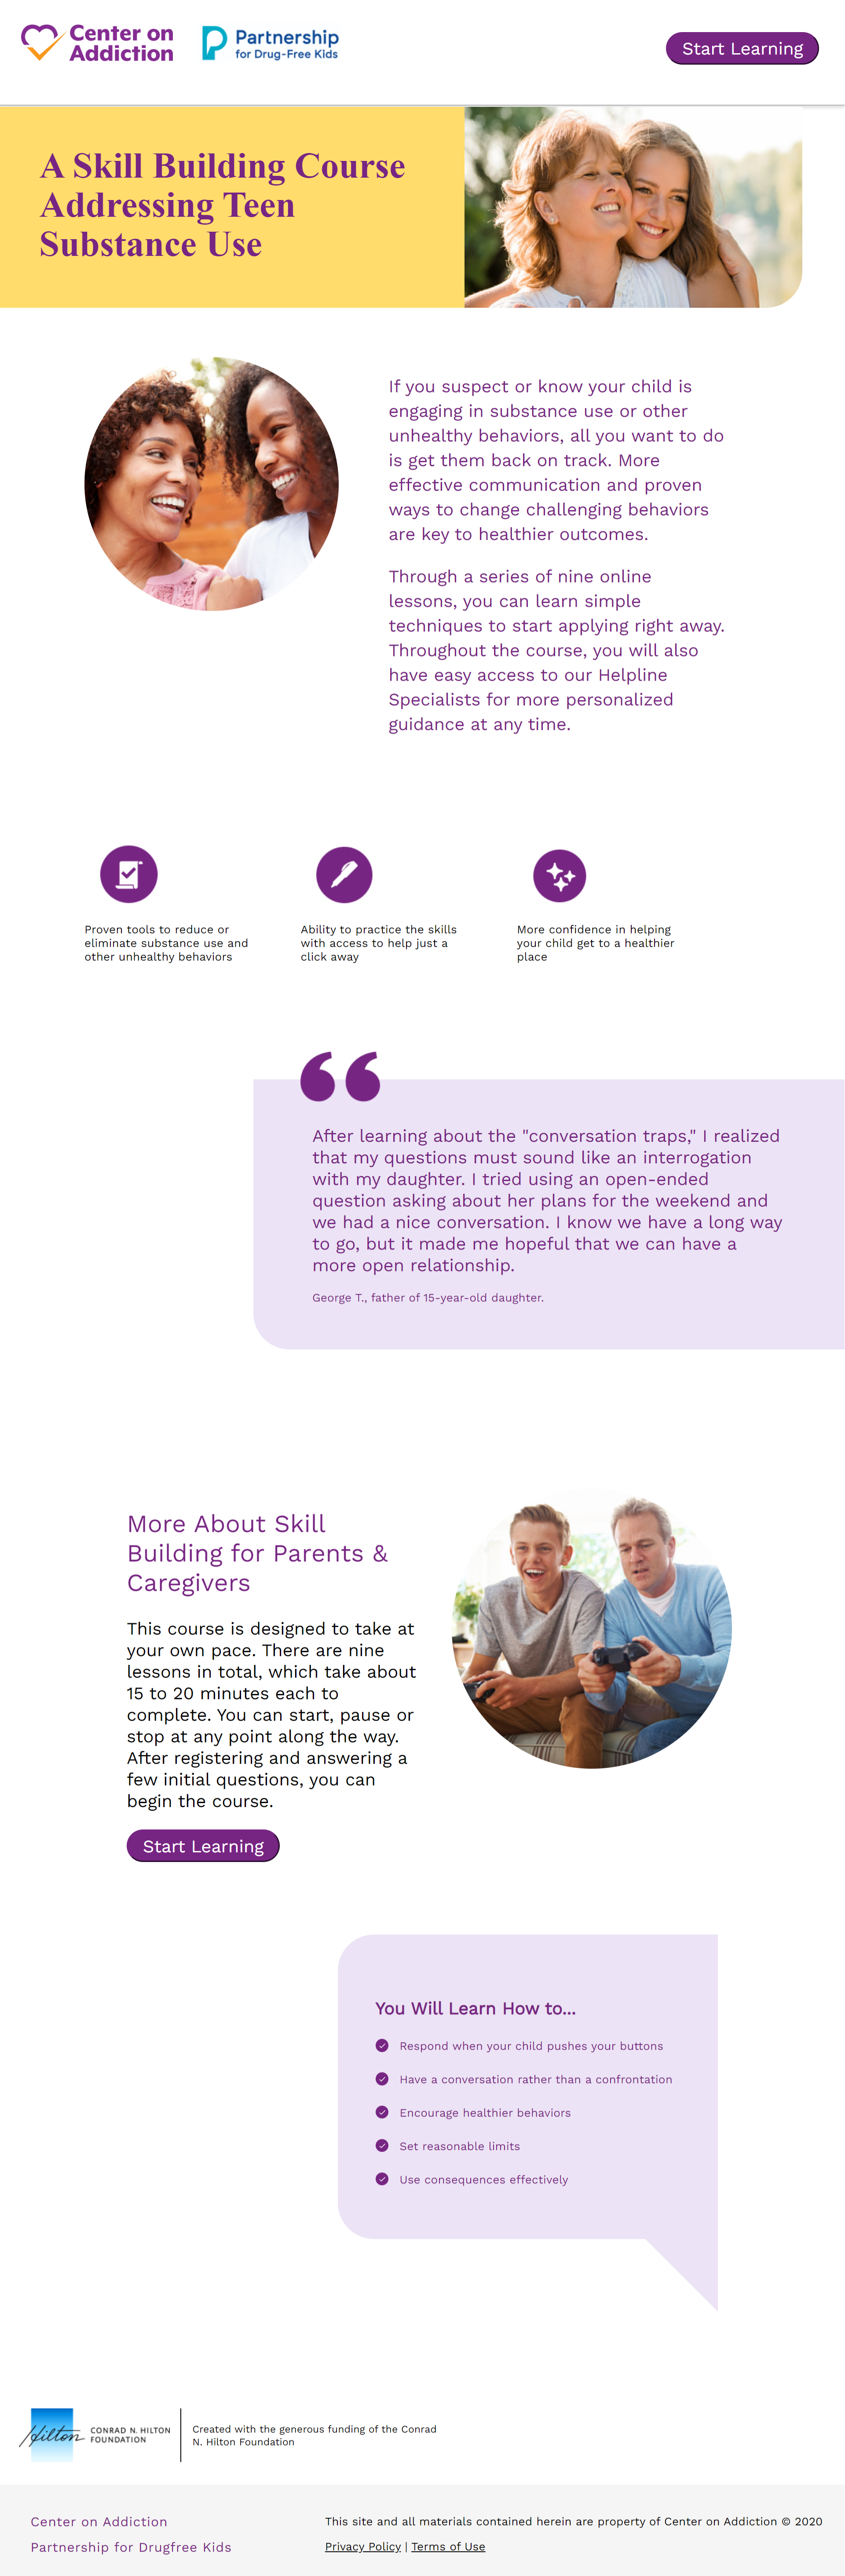 Center on
Addiction
Partnership
for Drug-Free Kids
Start Learning
A Skill Building Course
Addressing Teen
Substance Use
If you suspect or know your child is
engaging in substance use or other
unhealthy behaviors, all you want to do
is get them back on track. More
effective communication and proven
ways to change challenging behaviors
are key to healthier outcomes.
Through a series of nine online
lessons, you can learn simple
techniques to start applying right away.
Throughout the course, you will also
have easy access to our Helpline
Specialists for more personalized
guidance at any time.
Proven tools to reduce or
eliminate substance use and
other unhealthy behaviors
Ability to practice the skills
with access to help just a
click away
More confidence in helping
your child get to a healthier
place
“
After learning about the "conversation traps," I realized
that my questions must sound like an interrogation
with my daughter. I tried using an open-ended
question asking about her plans for the weekend and
we had a nice conversation. I know we have a long way
to go, but it made me hopeful that we can have a
more open relationship.
George T., father of 15-year-old daughter.
More About Skill
Building for Parents &
Caregivers
This course is designed to take at
your own pace. There are nine
lessons in total, which take about
15 to 20 minutes each to
complete. You can start, pause or
stop at any point along the way.
After registering and answering a
few initial questions, you can
begin the course.
Start Learning
You Will Learn How to...
Respond when your child pushes your buttons
Have a conversation rather than a confrontation
Encourage healthier behaviors
Set reasonable limits
Use consequences effectively
Hilton
CONRAD N. HILTON
FOUNDATION
Created with the generous funding of the Conrad
N. Hilton Foundation
Center on Addiction
Partnership for Drugfree Kids
This site and all materials contained herein are property of Center on Addiction © 2020
Privacy Policy | Terms of Use